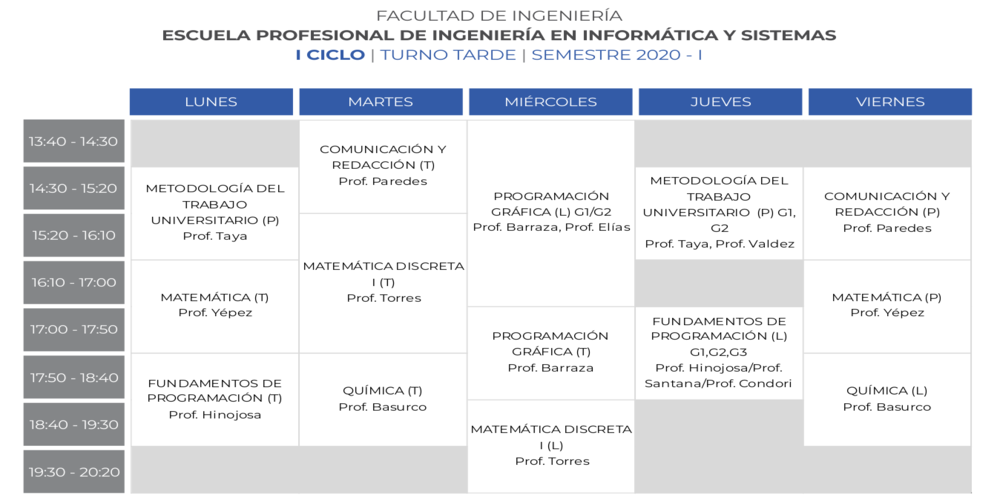 FACULTAD DE INGENIERÍA
ESCUELA PROFESIONAL DE INGENIERÍA EN INFORMÁTICA Y SISTEMAS
I CICLO | TURNO TARDE | SEMESTRE 2020 - I
LUNES
MARTES
MIÉRCOLES
JUEVES
VIERNES
13:40 - 14:30
14:30 - 15:20
15:20 - 16:10
16:10 - 17:00
17:00 - 17:50
17:50 - 18:40
18:40 - 19:30
19:30 - 20:20
METODOLOGÍA DEL
TRABAJO
UNIVERSITARIO (P)
Prof. Taya
MATEMÁTICA (T)
Prof. Yépez
FUNDAMENTOS DE
PROGRAMACIÓN (T)
Prof. Hinojosa
COMUNICACIÓN Y
REDACCIÓN (T)
Prof. Paredes
MATEMÁTICA DISCRETA
I (T)
Prof. Torres
QUÍMICA (T)
Prof. Basurco
PROGRAMACIÓN
GRÁFICA (L) G1/G2
Prof. Barraza, Prof. Elías
PROGRAMACIÓN
GRÁFICA (T)
Prof. Barraza
MATEMÁTICA DISCRETA
I (L)
Prof. Torres
METODOLOGÍA DEL
TRABAJO
UNIVERSITARIO (P) G1,
G2
Prof. Taya, Prof. Valdez
FUNDAMENTOS DE
PROGRAMACIÓN (L)
G1,G2,G3
Prof. Hinojosa/Prof.
Santana/Prof. Condori
COMUNICACIÓN Y
REDACCIÓN (P)
Prof. Paredes
MATEMÁTICA (P)
Prof. Yépez
QUÍMICA (L)
Prof. Basurco